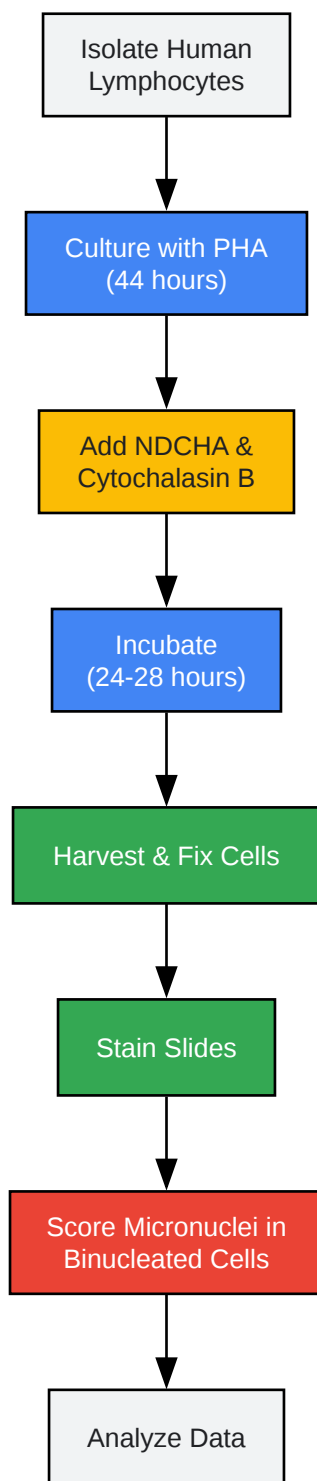 Isolate Human
Lymphocytes
Culture with PHA
(44 hours)
Add NDCHA &
Cytochalasin B
Incubate
(24-28 hours)
Harvest & Fix Cells
Stain Slides
Score Micronuclei in
Binucleated Cells
Analyze Data